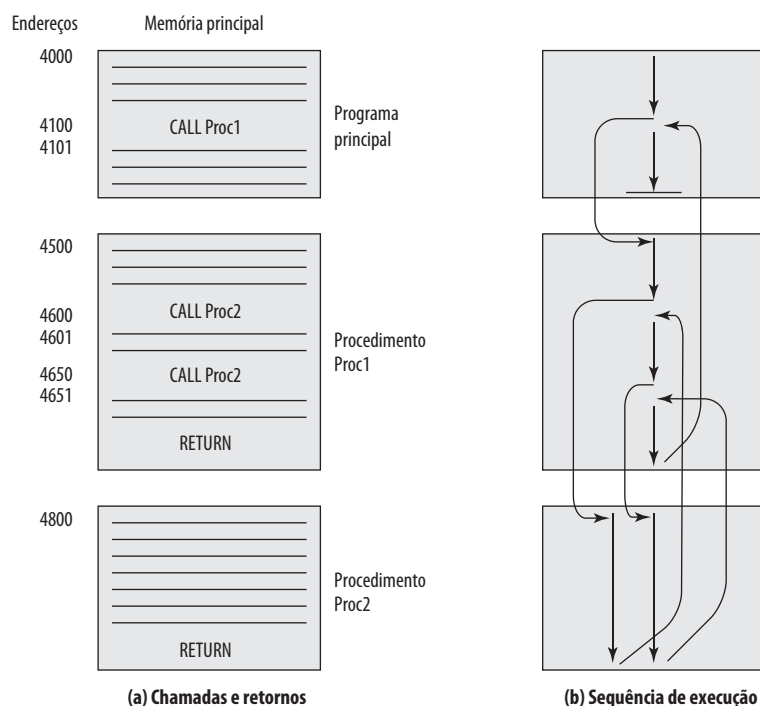 Endereços
Memória principal
4000
4100
4101
CALL Proc1
Programa
principal
4500
4600
4601
4650
4651
CALL Proc2
CALL Proc2
RETURN
Procedimento
Proc1
4800
RETURN
Procedimento
Proc2
(a) Chamadas e retornos
(b) Sequência de execução